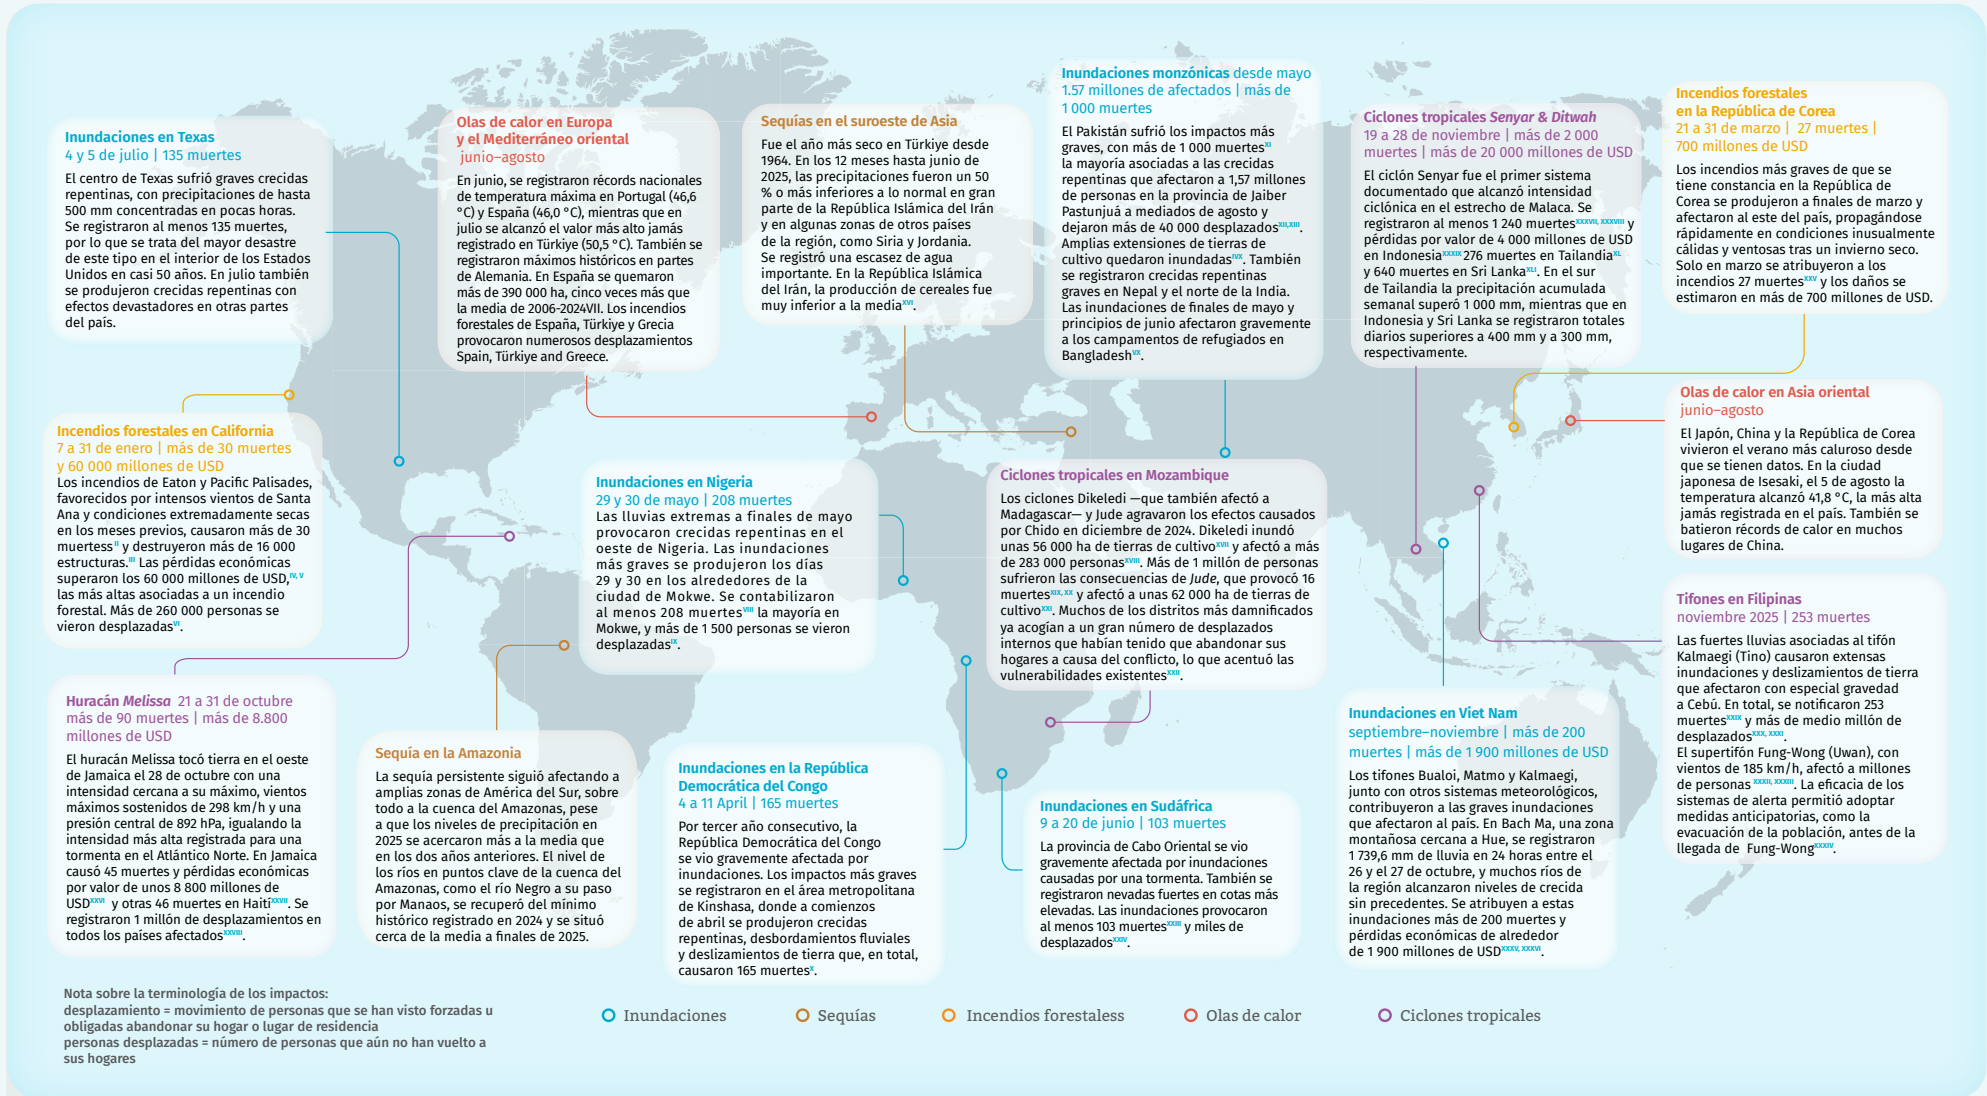 Inundaciones en Texas
4 y 5 de julio | 135 muertes
El centro de Texas sufrió graves crecidas
repentinas, con precipitaciones de hasta
500 mm concentradas en pocas horas.
Se registraron al menos 135 muertes,
por lo que se trata del mayor desastre
de este tipo en el interior de los Estados
Unidos en casi 50 años. En julio también
se produjeron crecidas repentinas con
efectos devastadores en otras partes
del país.
Olas de calor en Europa
y el Mediterráneo oriental
junio–agosto
En junio, se registraron récords nacionales
de temperatura máxima en Portugal (46,6
°C) y España (46,0 °C), mientras que en
julio se alcanzó el valor más alto jamás
registrado en Türkiye (50,5 °C). También se
registraron máximos históricos en partes
de Alemania. En España se quemaron
más de 390 000 ha, cinco veces más que
la media de 2006-2024VII. Los incendios
forestales de España, Türkiye y Grecia
provocaron numerosos desplazamientos
Spain, Türkiye and Greece.
Sequías en el suroeste de Asia
Fue el año más seco en Türkiye desde
1964. En los 12 meses hasta junio de
2025, las precipitaciones fueron un 50
% o más inferiores a lo normal en gran
parte de la República Islámica del Irán
y en algunas zonas de otros países
de la región, como Siria y Jordania.
Se registró una escasez de agua
importante. En la República Islámica
del Irán, la producción de cereales fue
muy inferior a la media XVI.
Inundaciones monzónicas desde mayo
1.57 millones de afectados | más de
1 000 muertes
El Pakistán sufrió los impactos más
graves, con más de 1 000 muertes XI
la mayoría asociadas a las crecidas
repentinas que afectaron a 1,57 millones
de personas en la provincia de Jaiber
Pastunjuá a mediados de agosto y
dejaron más de 40 000 desplazados XII,XIII.
Amplias extensiones de tierras de
cultivo quedaron inundadas IVX. También
se registraron crecidas repentinas
graves en Nepal y el norte de la India.
Las inundaciones de finales de mayo y
principios de junio afectaron gravemente
a los campamentos de refugiados en
Bangladesh VX.
Ciclones tropicales Senyar & Ditwah
19 a 28 de noviembre | más de 2 000
muertes | más de 20 000 millones de USD
El ciclón Senyar fue el primer sistema
documentado que alcanzó intensidad
ciclónica en el estrecho de Malaca. Se
registraron al menos 1 240 muertes XXXVII, XXXVIII y
pérdidas por valor de 4 000 millones de USD
en Indonesia XXXIX 276 muertes en Tailandia XL
y 640 muertes en Sri Lanka XLI. En el sur
de Tailandia la precipitación acumulada
semanal superó 1 000 mm, mientras que en
Indonesia y Sri Lanka se registraron totales
diarios superiores a 400 mm y a 300 mm,
respectivamente.
Incendios forestales
en la República de Corea
21 a 31 de marzo | 27 muertes |
700 millones de USD
Los incendios más graves de que se
tiene constancia en la República de
Corea se produjeron a finales de marzo y
afectaron al este del país, propagándose
rápidamente en condiciones inusualmente
cálidas y ventosas tras un invierno seco.
Solo en marzo se atribuyeron a los
incendios 27 muertes XXV y los daños se
estimaron en más de 700 millones de USD.
Incendios forestales en California
7 a 31 de enero | más de 30 muertes
y 60 000 millones de USD
Los incendios de Eaton y Pacific Palisades,
favorecidos por intensos vientos de Santa
Ana y condiciones extremadamente secas
en los meses previos, causaron más de 30
muertess II y destruyeron más de 16 000
estructuras. III Las pérdidas económicas
superaron los 60 000 millones de USD, IV, V
las más altas asociadas a un incendio
forestal. Más de 260 000 personas se
vieron desplazadas VI.
Inundaciones en Nigeria
29 y 30 de mayo | 208 muertes
Las lluvias extremas a finales de mayo
provocaron crecidas repentinas en el
oeste de Nigeria. Las inundaciones
más graves se produjeron los días
29 y 30 en los alrededores de la
ciudad de Mokwe. Se contabilizaron
al menos 208 muertes VIII la mayoría en
Mokwe, y más de 1 500 personas se vieron
desplazadas IX.
Ciclones tropicales en Mozambique
Los ciclones Dikeledi —que también afectó a
Madagascar— y Jude agravaron los efectos causados
por Chido en diciembre de 2024. Dikeledi inundó
unas 56 000 ha de tierras de cultivo XVII y afectó a más
de 283 000 personas XVIII. Más de 1 millón de personas
sufrieron las consecuencias de Jude, que provocó 16
muertes XIX, XX y afectó a unas 62 000 ha de tierras de
cultivo XXI. Muchos de los distritos más damnificados
ya acogían a un gran número de desplazados
internos que habían tenido que abandonar sus
hogares a causa del conflicto, lo que acentuó las
vulnerabilidades existentes XXII.
Olas de calor en Asia oriental
junio–agosto
El Japón, China y la República de Corea
vivieron el verano más caluroso desde
que se tienen datos. En la ciudad
japonesa de Isesaki, el 5 de agosto la
temperatura alcanzó 41,8 °C, la más alta
jamás registrada en el país. También se
batieron récords de calor en muchos
lugares de China.
Tifones en Filipinas
noviembre 2025 | 253 muertes
Las fuertes lluvias asociadas al tifón
Kalmaegi (Tino) causaron extensas
inundaciones y deslizamientos de tierra
que afectaron con especial gravedad
a Cebú. En total, se notificaron 253
muertes XXIX y más de medio millón de
desplazados XXX, XXXI.
El supertifón Fung-Wong (Uwan), con
vientos de 185 km/h, afectó a millones
de personas XXXII, XXXIII. La eficacia de los
sistemas de alerta permitió adoptar
medidas anticipatorias, como la
evacuación de la población, antes de la
llegada de Fung-Wong XXXIV.
Huracán Melissa 21 a 31 de octubre
más de 90 muertes | más de 8.800
millones de USD
El huracán Melissa tocó tierra en el oeste
de Jamaica el 28 de octubre con una
intensidad cercana a su máximo, vientos
máximos sostenidos de 298 km/h y una
presión central de 892 hPa, igualando la
intensidad más alta registrada para una
tormenta en el Atlántico Norte. En Jamaica
causó 45 muertes y pérdidas económicas
por valor de unos 8 800 millones de
USD XXVI y otras 46 muertes en Haití XXVII. Se
registraron 1 millón de desplazamientos en
todos los países afectados XXVIII.
Sequía en la Amazonia
La sequía persistente siguió afectando a
amplias zonas de América del Sur, sobre
todo a la cuenca del Amazonas, pese
a que los niveles de precipitación en
2025 se acercaron más a la media que
en los dos años anteriores. El nivel de
los ríos en puntos clave de la cuenca del
Amazonas, como el río Negro a su paso
por Manaos, se recuperó del mínimo
histórico registrado en 2024 y se situó
cerca de la media a finales de 2025.
Inundaciones en la República
Democrática del Congo
4 a 11 April | 165 muertes
Por tercer año consecutivo, la
República Democrática del Congo
se vio gravemente afectada por
inundaciones. Los impactos más graves
se registraron en el área metropolitana
de Kinshasa, donde a comienzos
de abril se produjeron crecidas
repentinas, desbordamientos fluviales
y deslizamientos de tierra que, en total,
causaron 165 muertes X.
Inundaciones en Sudáfrica
9 a 20 de junio | 103 muertes
La provincia de Cabo Oriental se vio
gravemente afectada por inundaciones
causadas por una tormenta. También se
registraron nevadas fuertes en cotas más
elevadas. Las inundaciones provocaron
al menos 103 muertes XXIII y miles de
desplazados XXIV.
Inundaciones en Viet Nam
septiembre–noviembre | más de 200
muertes | más de 1 900 millones de USD
Los tifones Bualoi, Matmo y Kalmaegi,
junto con otros sistemas meteorológicos,
contribuyeron a las graves inundaciones
que afectaron al país. En Bach Ma, una zona
montañosa cercana a Hue, se registraron
1 739,6 mm de lluvia en 24 horas entre el
26 y el 27 de octubre, y muchos ríos de
la región alcanzaron niveles de crecida
sin precedentes. Se atribuyen a estas
inundaciones más de 200 muertes y
pérdidas económicas de alrededor
de 1 900 millones de USD XXXV, XXXVI.
Nota sobre la terminología de los impactos:
desplazamiento = movimiento de personas que se han visto forzadas u
obligadas abandonar su hogar o lugar de residencia
personas desplazadas = número de personas que aún no han vuelto a
sus hogares
Inundaciones
Sequías
Incendios forestaless
Olas de calor
Ciclones tropicales